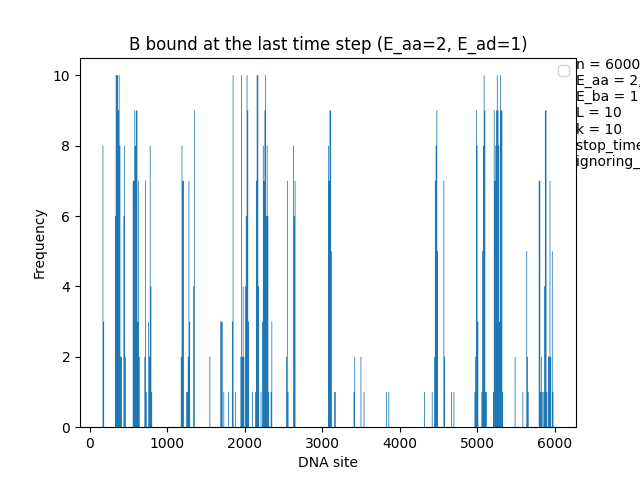 B bound at the last time step (E_aa=2, E_ad=1)
n = 6000
E_aa = 2,
E_ba = 1
L = 10
k = 10
stop_time
ignoring_
10
8
6
4
2
0
Frequency
0 1000 2000 3000 4000 5000 6000
DNA site